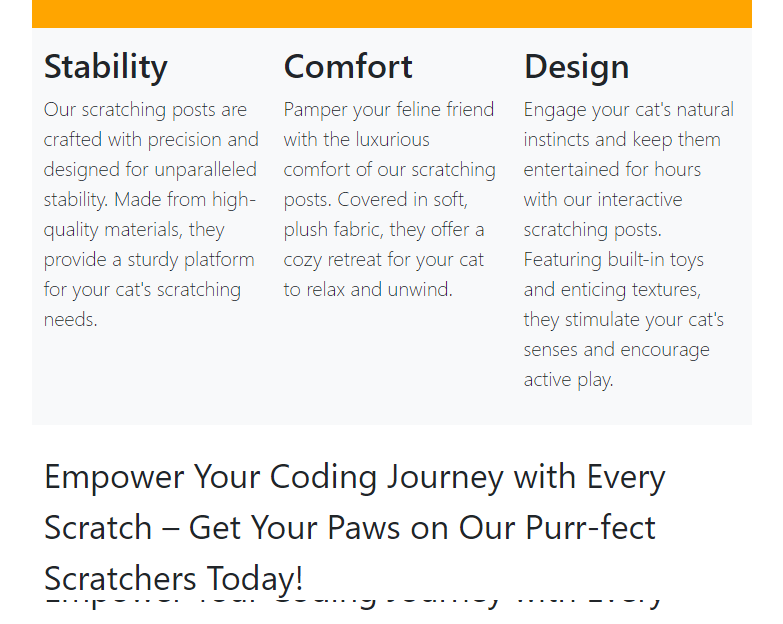 Stability
Our scratching posts are
crafted with precision and
designed for unparalleled
stability. Made from high-
quality materials, they
provide a sturdy platform
for your cat's scratching
needs.
Comfort
Pamper your feline friend
with the luxurious
comfort of our scratching
posts. Covered in soft,
plush fabric, they offer a
cozy retreat for your cat
to relax and unwind.
Design
Engage your cat's natural
instincts and keep them
entertained for hours
with our interactive
scratching posts.
Featuring built-in toys
and enticing textures,
they stimulate your cat's
senses and encourage
active play.
Empower Your Coding Journey with Every
Scratch – Get Your Paws on Our Purr-fect
Scratchers Today!
Empower Your Coding Journey with Every